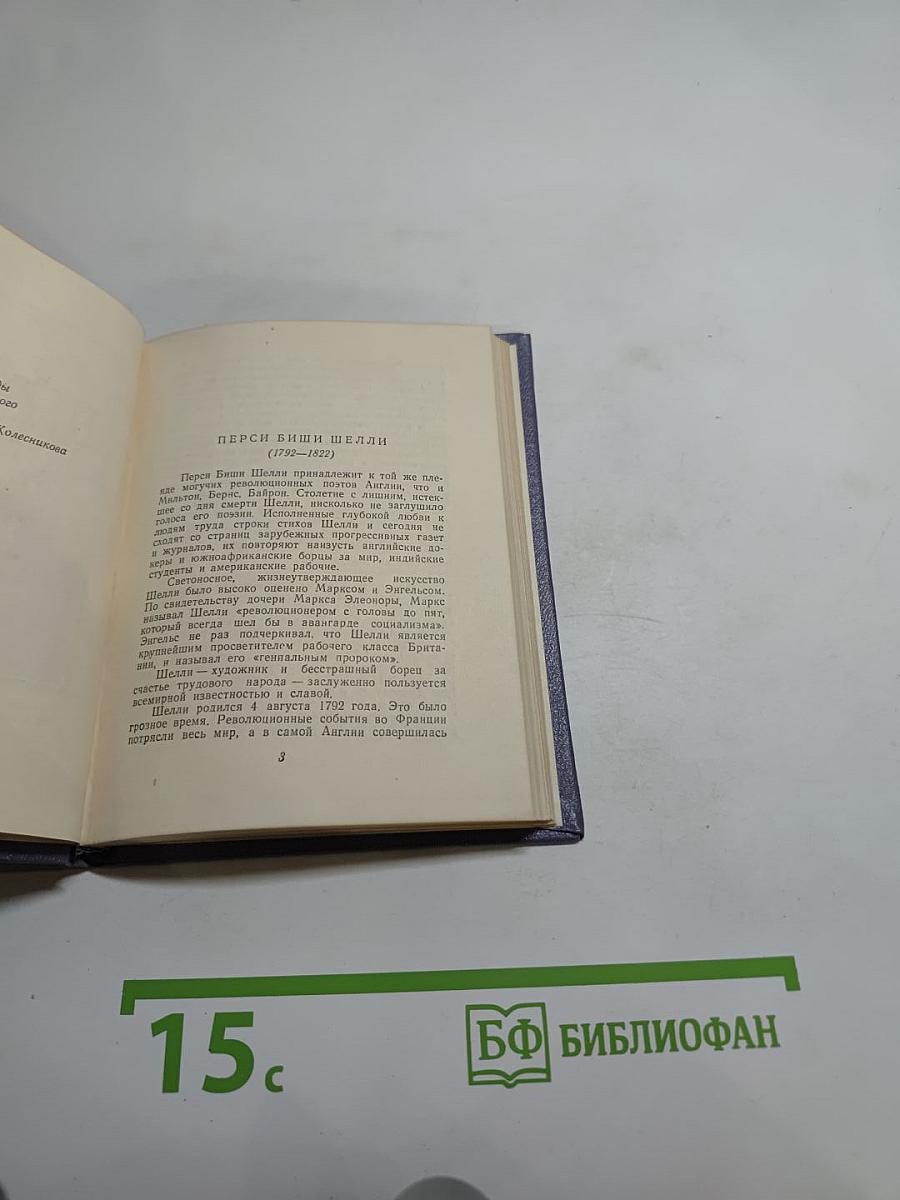 ого
Колесникова
ПЕРСИ БИШИ ШЕЛЛИ
(1792—1822)
Перси Биши Шелли принадлежит к той же пле-
яде могучих революционных поэтов Англии, что и
Мильтон, Бернс, Байрон. Столетие с лишним, истек-
шее со дня смерти Шелли, нисколько не заглушило
голоса его поэзии. Исполненные глубокой любви к
людям труда строки стихов Шелли и сегодня не
сходят со страниц зарубежных прогрессивных газет
и журналов, их повторяют наизусть английские до-
керы и южноафриканские борцы за мир, индийские
студенты и американские рабочие.
Светоносное, жизнеутверждающее искусство
Шелли было высоко оценено Марксом и Энгельсом.
По свидетельству дочери Маркса Элеоноры, Маркс
называл Шелли «революционером с головы до пят,
который всегда шел бы в авангарде социализма».
Энгельс не раз подчеркивал, что Шелли является
крупнейшим просветителем рабочего класса Брита-
нии, и называл его «гениальным пророком».
Шелли — художник и бесстрашный борец за
счастье трудового народа — заслуженно пользуется
всемирной известностью и славой.
Шелли родился 4 августа 1792 года. Это было
грозное время. Революционные события во Франции
потрясли весь мир, а в самой Англии совершилась
3
15 с
БФ БИБЛИОФАН